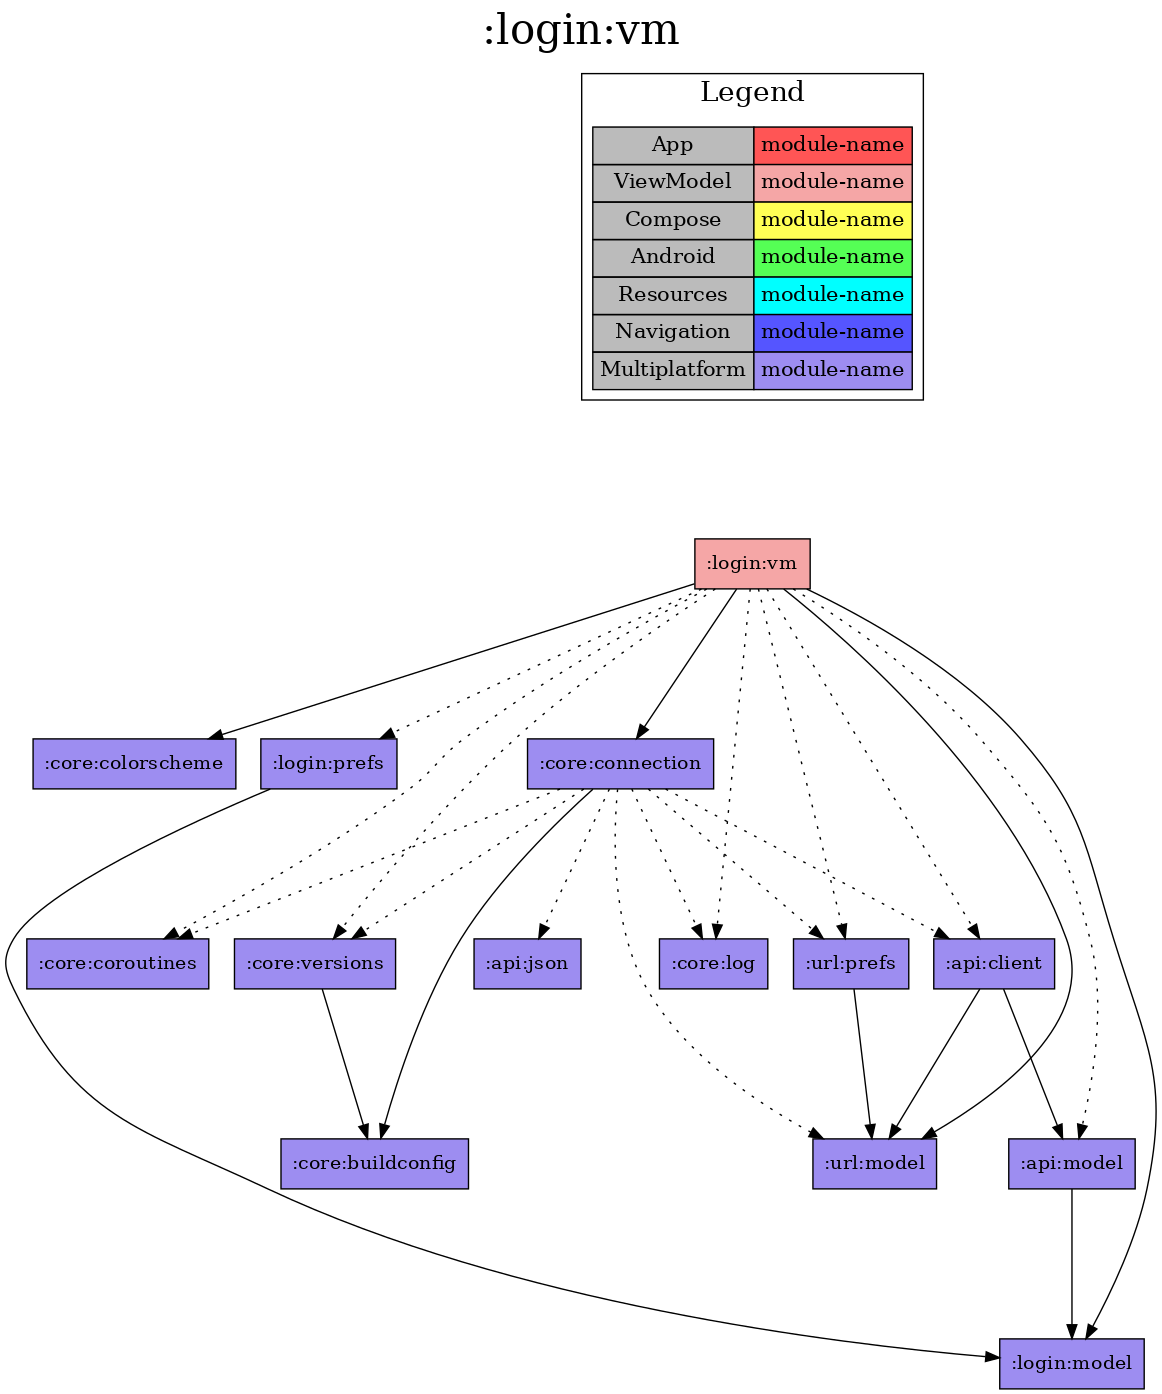 :login:vm
Legend
App module-name
ViewModel module-name
Compose module-name
Android module-name
Resources module-name
Navigation module-name
Multiplatform module-name
:login:vm
:core:colorscheme
:login:prefs
:core:connection
:core:coroutines
:core:versions
:api:json
:core:log
:url:prefs
:api:client
:core:buildconfig
:url:model
:api:model
:login:model